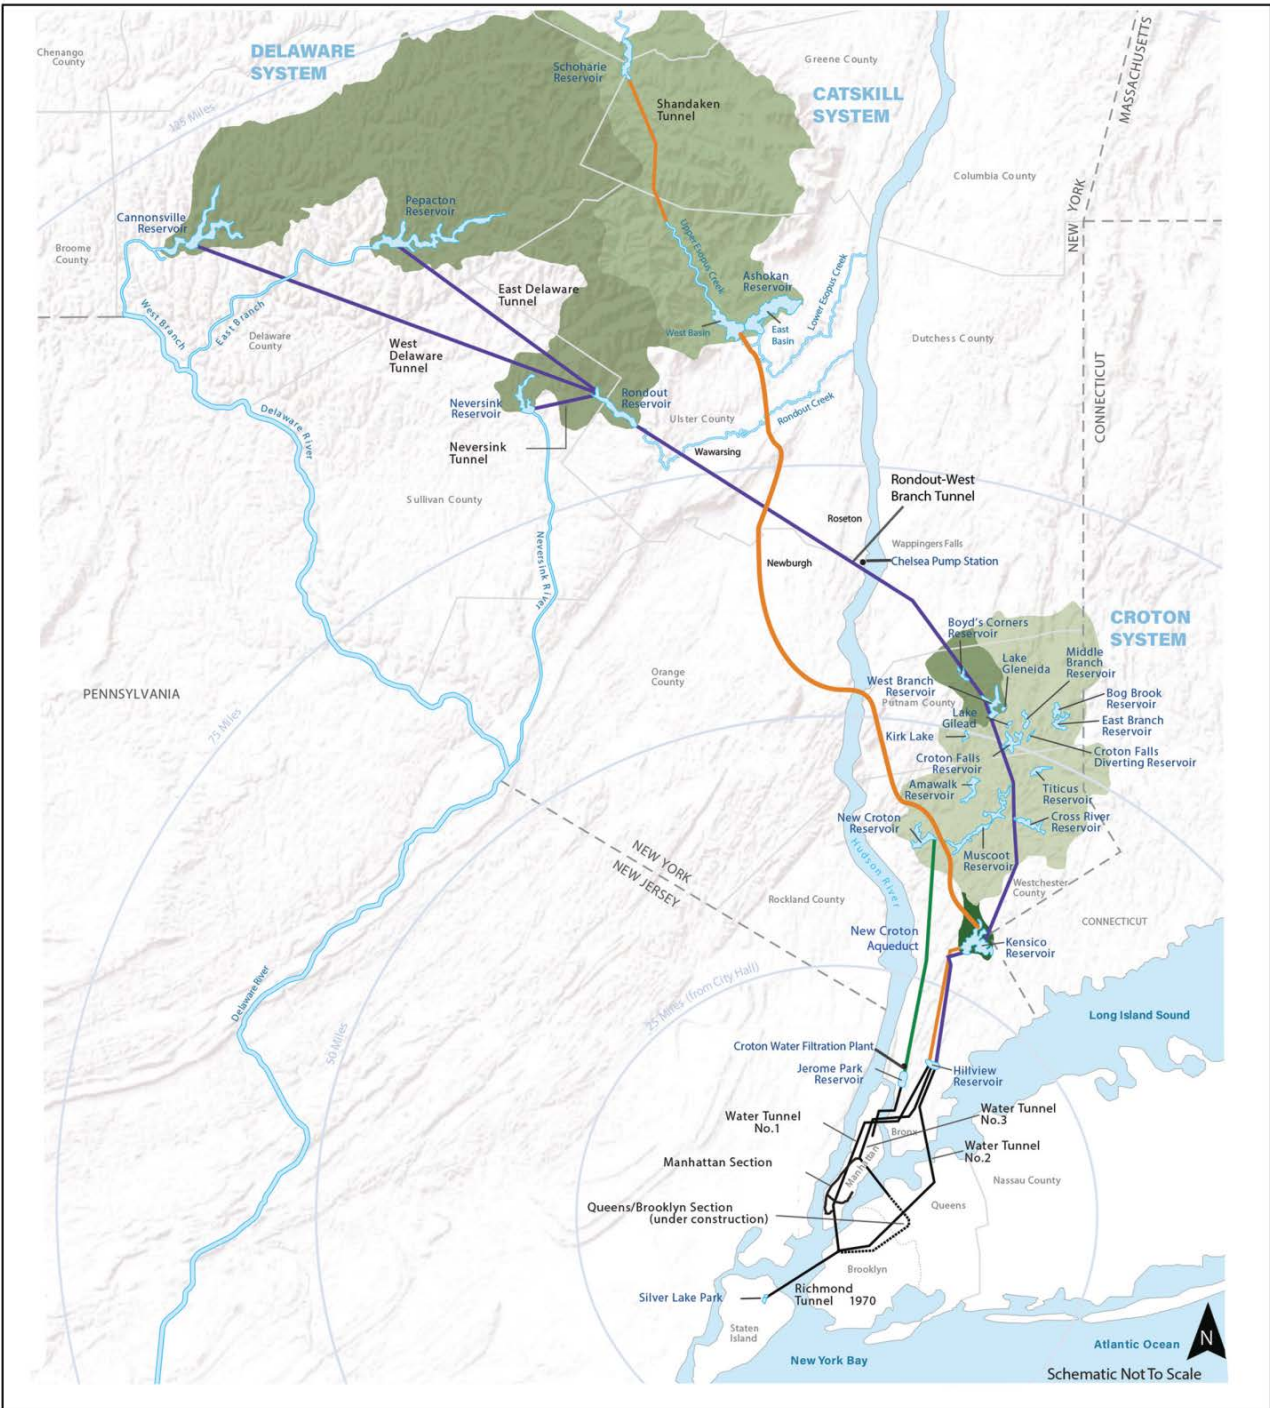 Chenango
County
DELAWARE
SYSTEM
Schoharie
Reservoir
Greene County
MASSACHUSETTS
Shandaken
Tunnel
CATSKILL
SYSTEM
125 Miles
Columbia County
NEW YORK
Pepacton
Reservoir
Cannonsville
Reservoir
Broome
County
Upper Esopus Creek
Ashokan
Reservoir
Lower Esopus Creek
East Delaware
Tunnel
West Branch
East Branch
West Basin
East
Basin
Delaware
County
West
Delaware
Tunnel
Dutchess County
CONNECTICUT
Neversink
Reservoir
Rondout
Reservoir
Rondout Creek
Delaware River
Ulster County
Neversink
Tunnel
Wawarsing
Sullivan County
Rondout-West
Branch Tunnel
Roseton
Neversink River
Wappingers Falls
Newburgh
Chelsea Pump Station
CROTON
SYSTEM
Boyd's Corners
Reservoir
Lake
Gleneida
Middle
Branch
Reservoir
Orange
County
West Branch
Reservoir
Putnam County
PENNSYLVANIA
Bog Brook
Reservoir
75 Miles
Lake
Gilead
East Branch
Reservoir
Kirk Lake
Croton Falls
Reservoir
Croton Falls
Diverting Reservoir
Amawalk
Reservoir
Titicus
Reservoir
New Croton
Reservoir
Cross River
Reservoir
Hudson River
Muscoot
Reservoir
NEW YORK
NEW JERSEY
Westchester
County
Rockland County
CONNECTICUT
New Croton
Aqueduct
Kensico
Reservoir
Delaware River
25 Miles (from City Hall)
Long Island Sound
50 Miles
Croton Water Filtration Plant
Jerome Park
Reservoir
Hillview
Reservoir
Water Tunnel
No.1
Water Tunnel
No.3
Bronx
Water Tunnel
No.2
Manhattan Section
Manhattan
Nassau County
Queens/Brooklyn Section
(under construction)
Queens
Brooklyn
Silver Lake Park
Richmond
Tunnel 1970
Staten
Island
New York Bay
Atlantic Ocean
N
Schematic Not To Scale